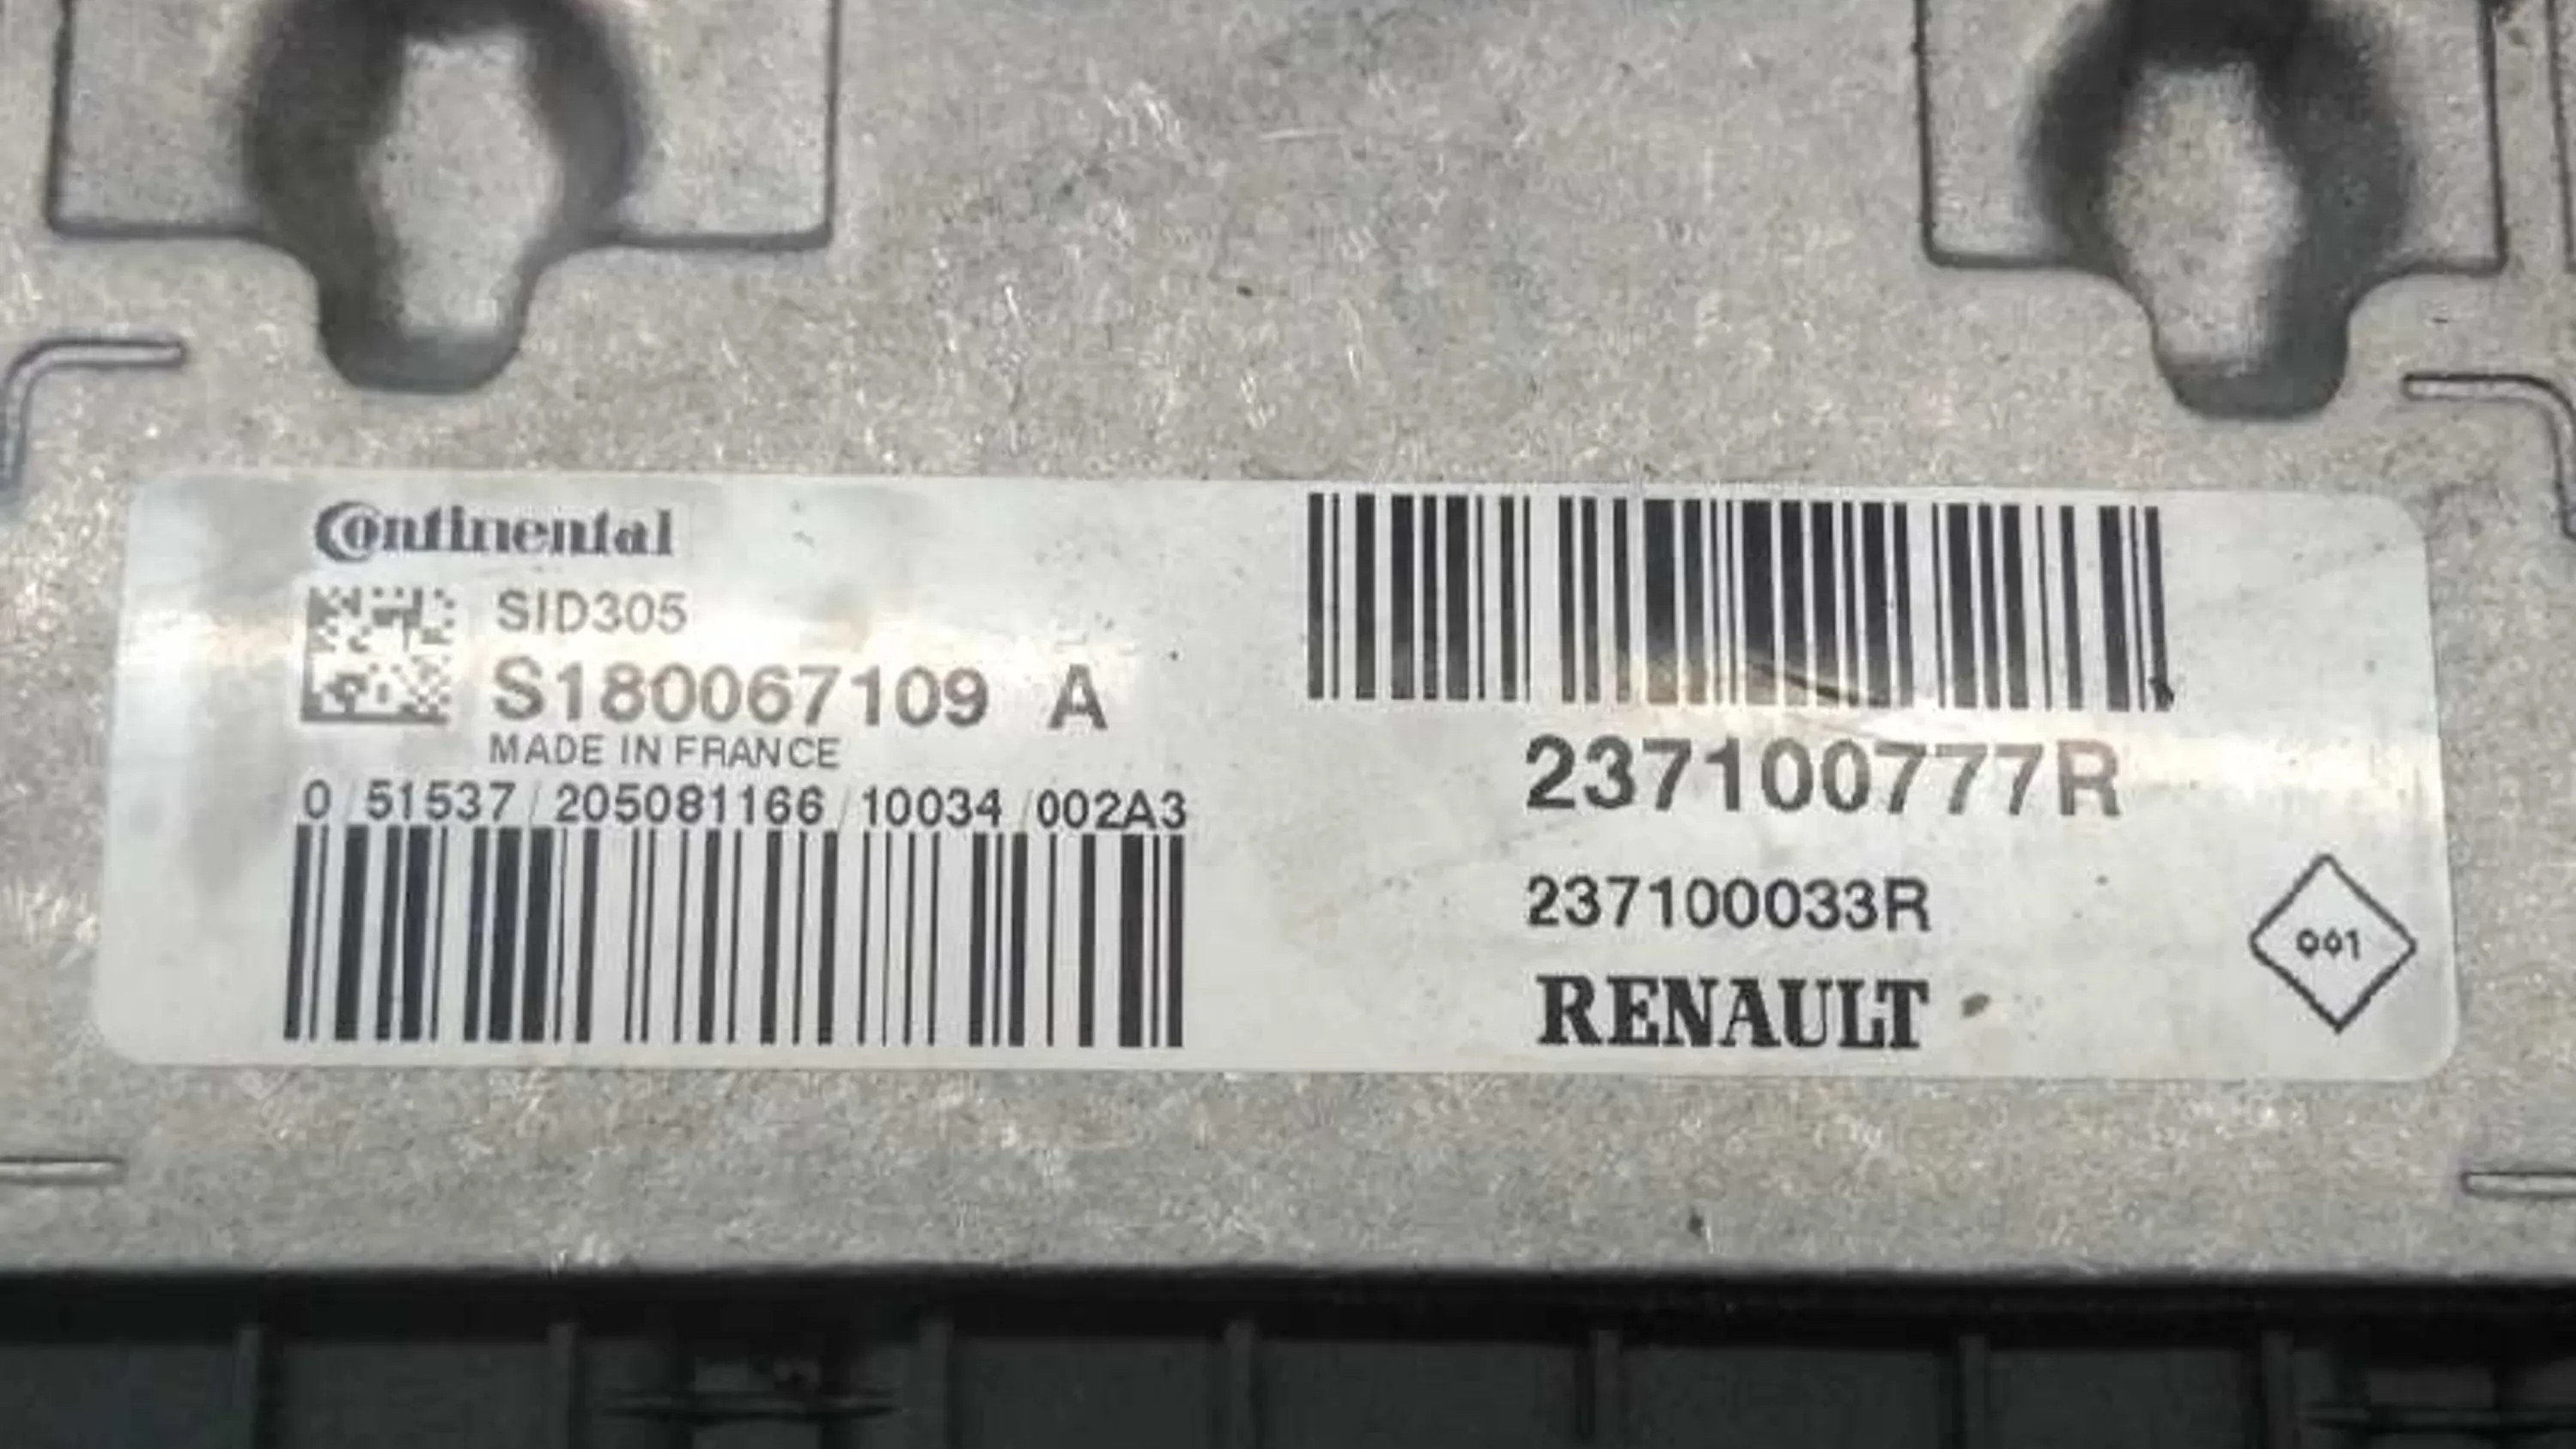 Continental
SID305
S180067109 A
MADE IN FRANCE
0/51537/205081166/10034/002A3
237100777R
237100033R
RENAULT
001